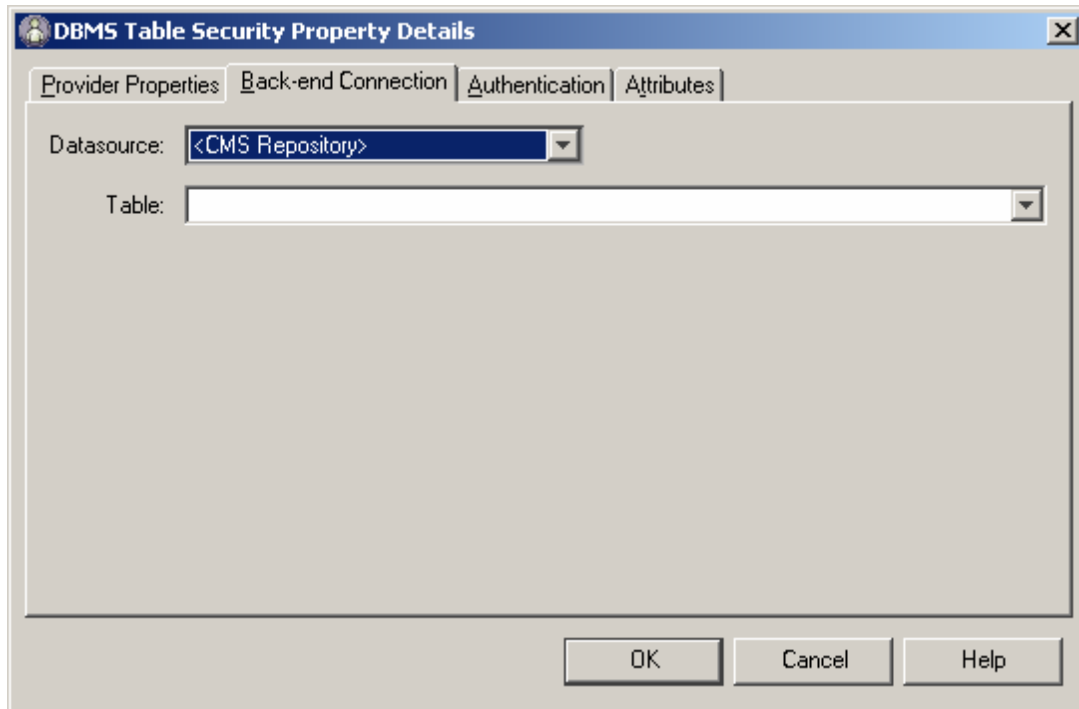 DBMS Table Security Property Details
Provider Properties Back-end Connection Authentication Attributes
Datasource: <CMS Repository>
Table:
OK Cancel Help